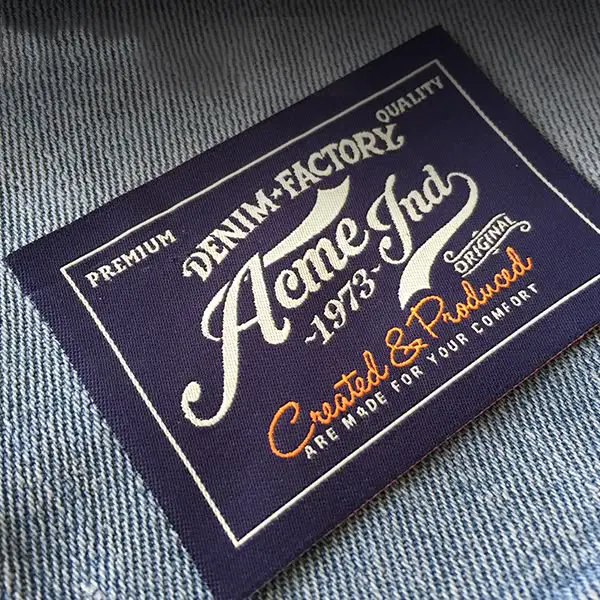 PREMIUM QUALITY
DENIM FACTORY
Acme Ind
-1973-
ORIGINAL
Created & Produced
ARE MADE FOR YOUR COMFORT